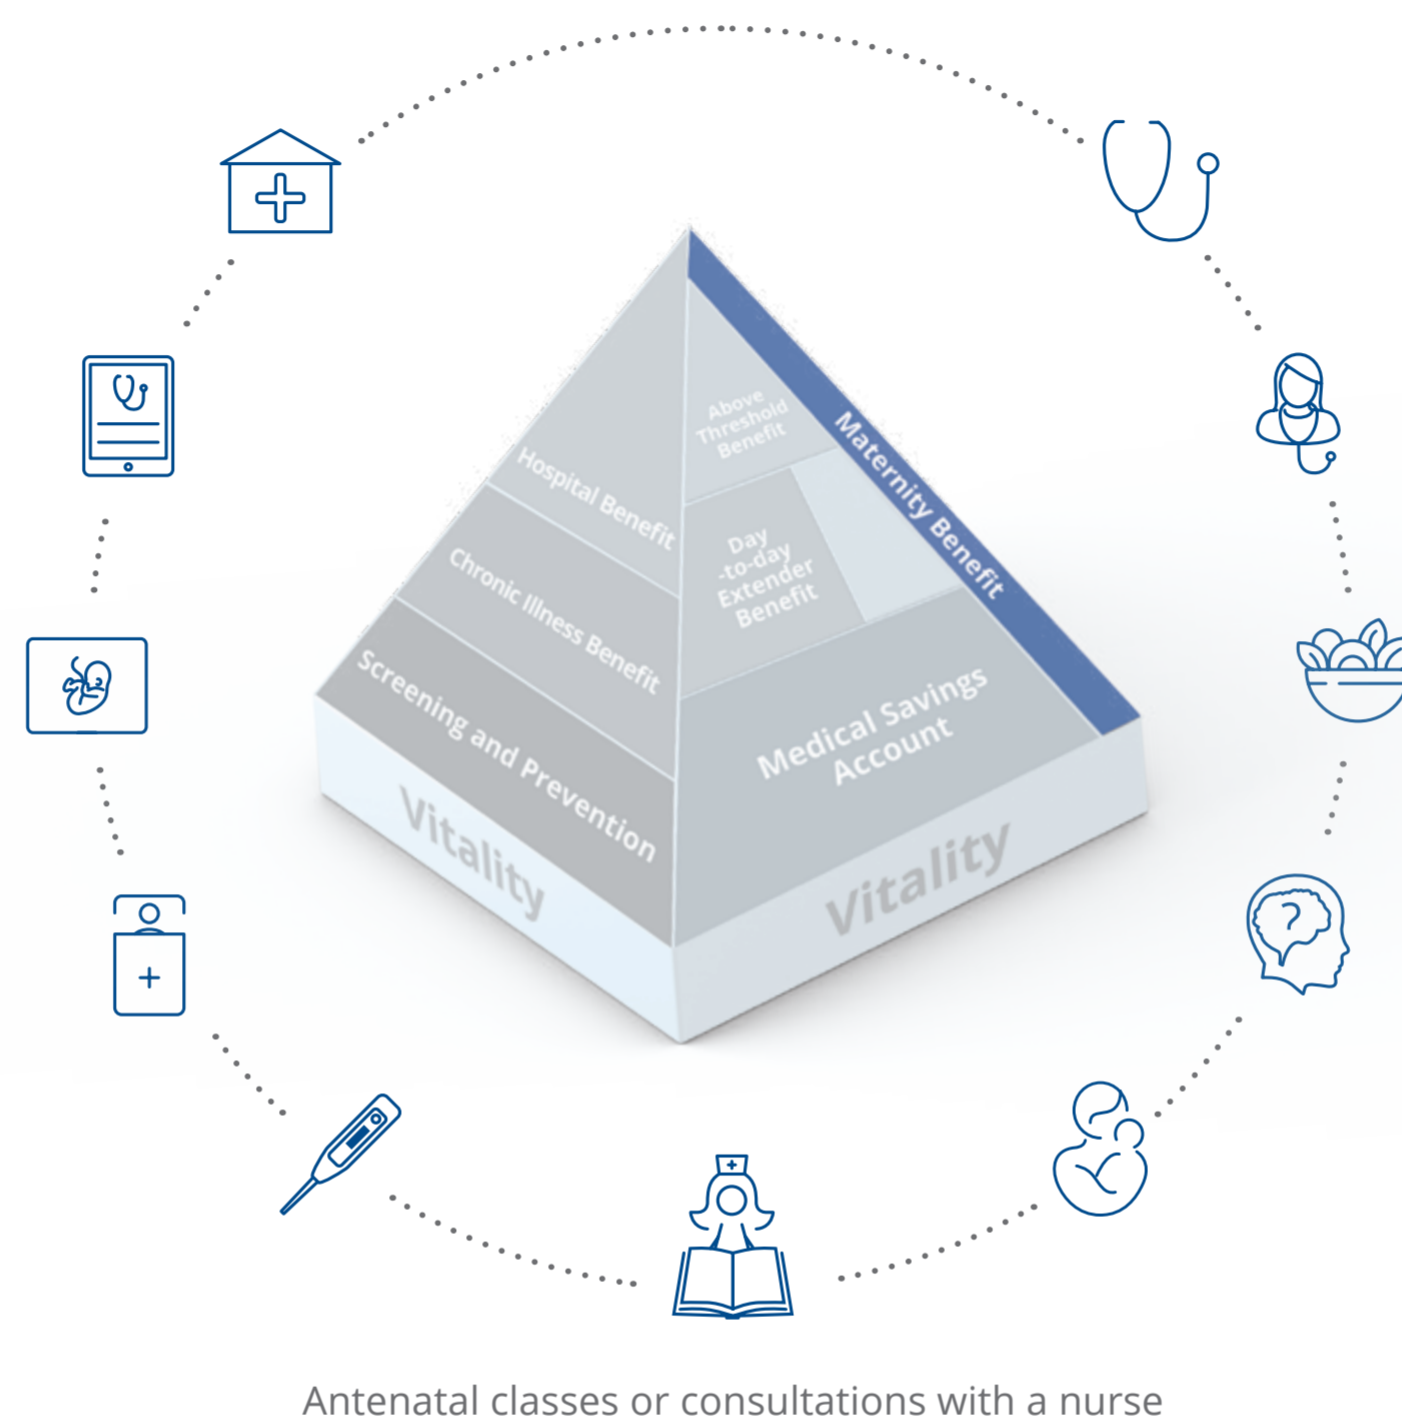 Hospital Benefit
Chronic Illness Benefit
Screening and Prevention
Vitality
Above
Threshold
Benefit
Day
-to-day
Extender
Benefit
Maternity Benefit
Medical Savings
Account
Vitality
?
Antenatal classes or consultations with a nurse